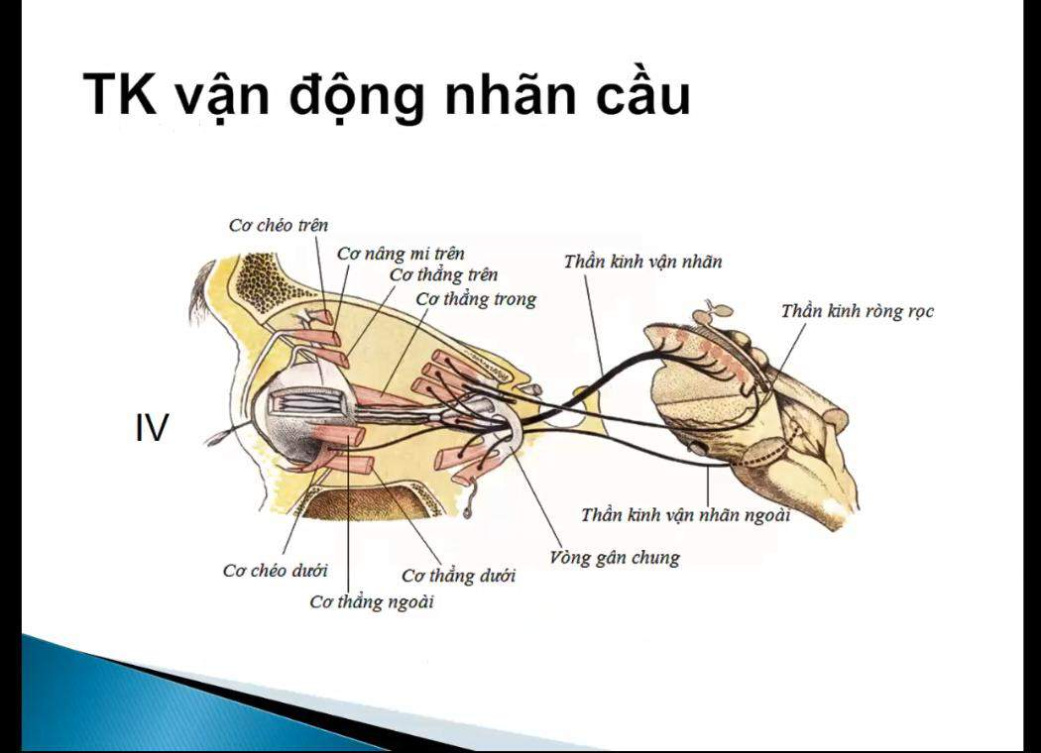 TK vận động nhãn cầu
Cơ chéo trên
Cơ nâng mi trên
Cơ thẳng trên
Cơ thẳng trong
Thần kinh vận nhãn
Thần kinh ròng rọc
IV
Thần kinh vận nhãn ngoài
Vòng gân chung
Cơ chéo dưới
Cơ thẳng dưới
Cơ thẳng ngoài